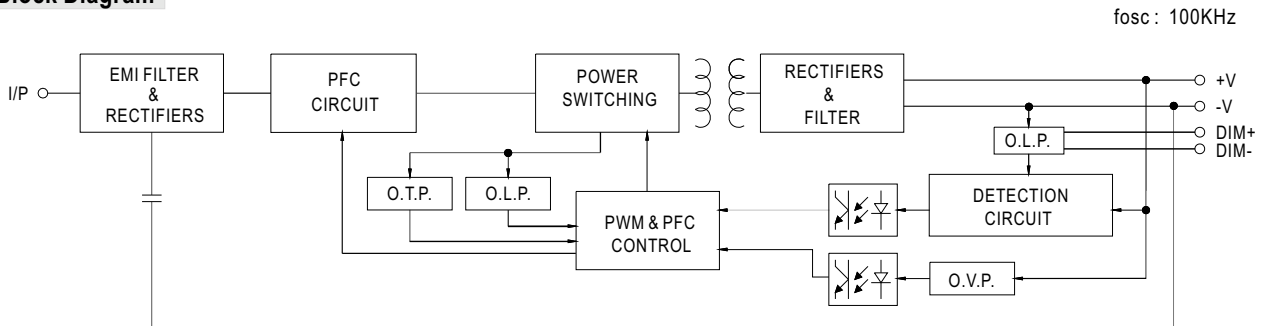 Block Diagram
fosc : 100KHz
I/P
EMI FILTER
&
RECTIFIERS
PFC
CIRCUIT
POWER
SWITCHING
RECTIFIERS
&
FILTER
+V
-V
DIM+
DIM-
O.L.P.
O.T.P.
O.L.P.
PWM & PFC
CONTROL
DETECTION
CIRCUIT
O.V.P.